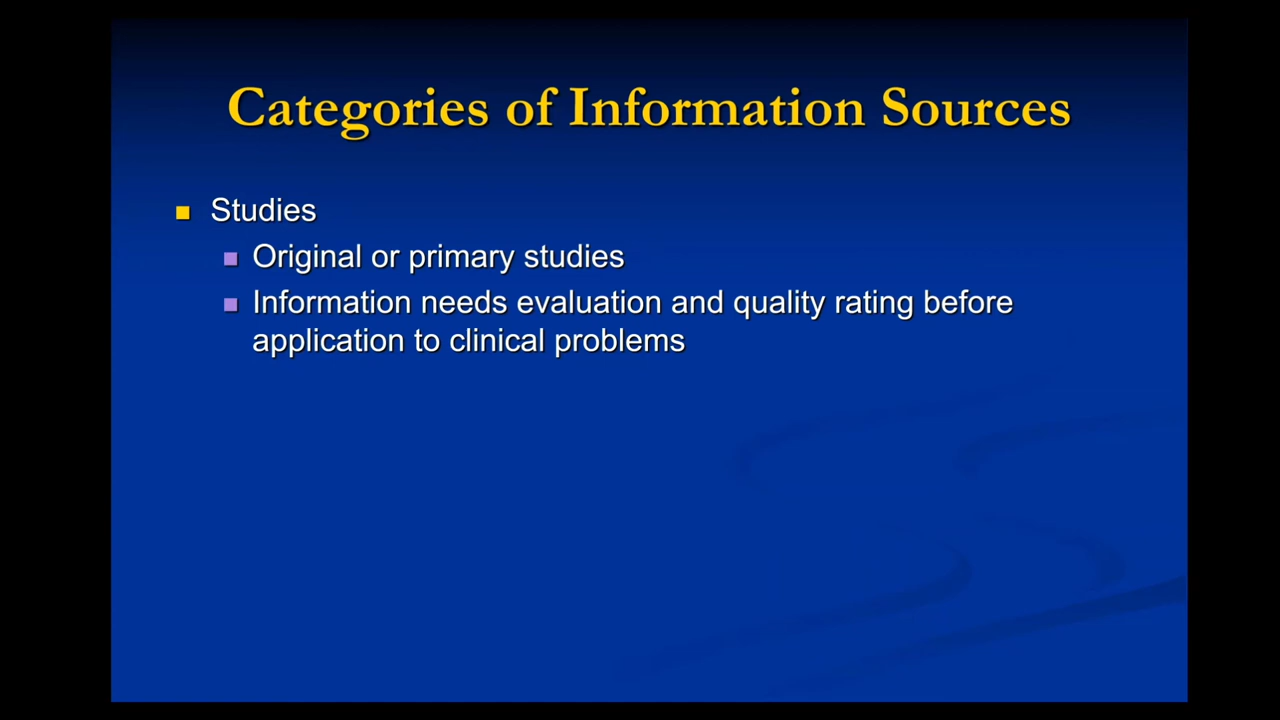 Categories of Information Sources
Studies
Original or primary studies
Information needs evaluation and quality rating before
application to clinical problems